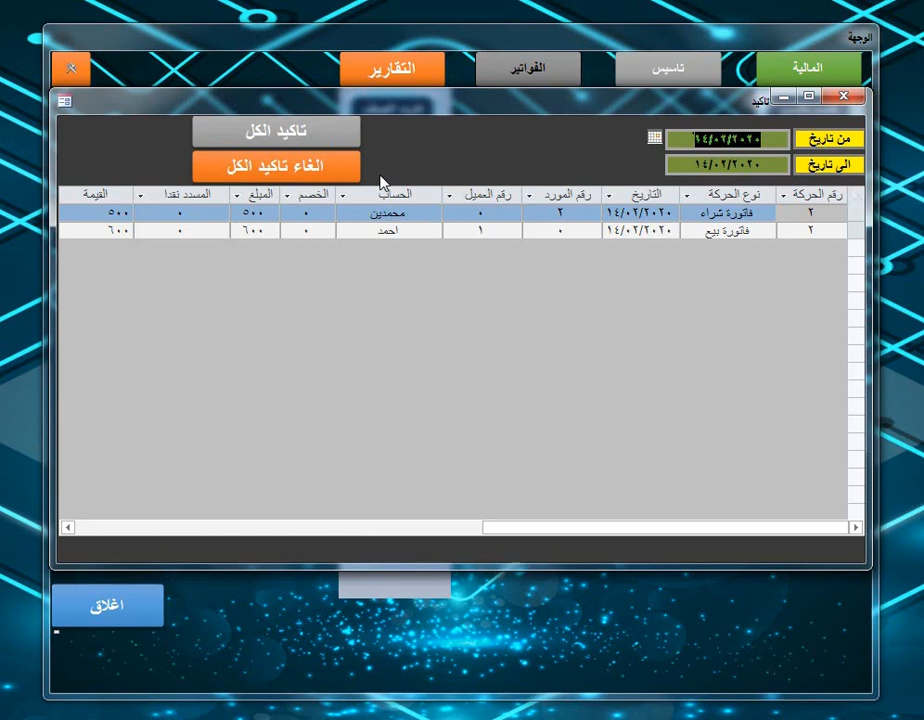 الوجهة
المالية تاسيس الفواتير التقارير
تاكيد
من تاريخ ١٤/٠٢/٢٠٢٠ تاكيد الكل
الي تاريخ ١٤/٠٢/٢٠٢٠ الغاء تاكيد الكل
رقم الحركة نوع الحركة التاريخ رقم المورد رقم العميل الحساب الخصم المبلغ المسدد نقدا القيمة
٢ فاتورة شراء ١٤/٠٢/٢٠٢٠ ٢ ٠ محمدين ٠ ٥٠٠ ٠ ٥٠٠
٢ فاتورة بيع ١٤/٠٢/٢٠٢٠ ٠ ١ احمد ٠ ٦٠٠ ٠ ٦٠٠
اغلاق